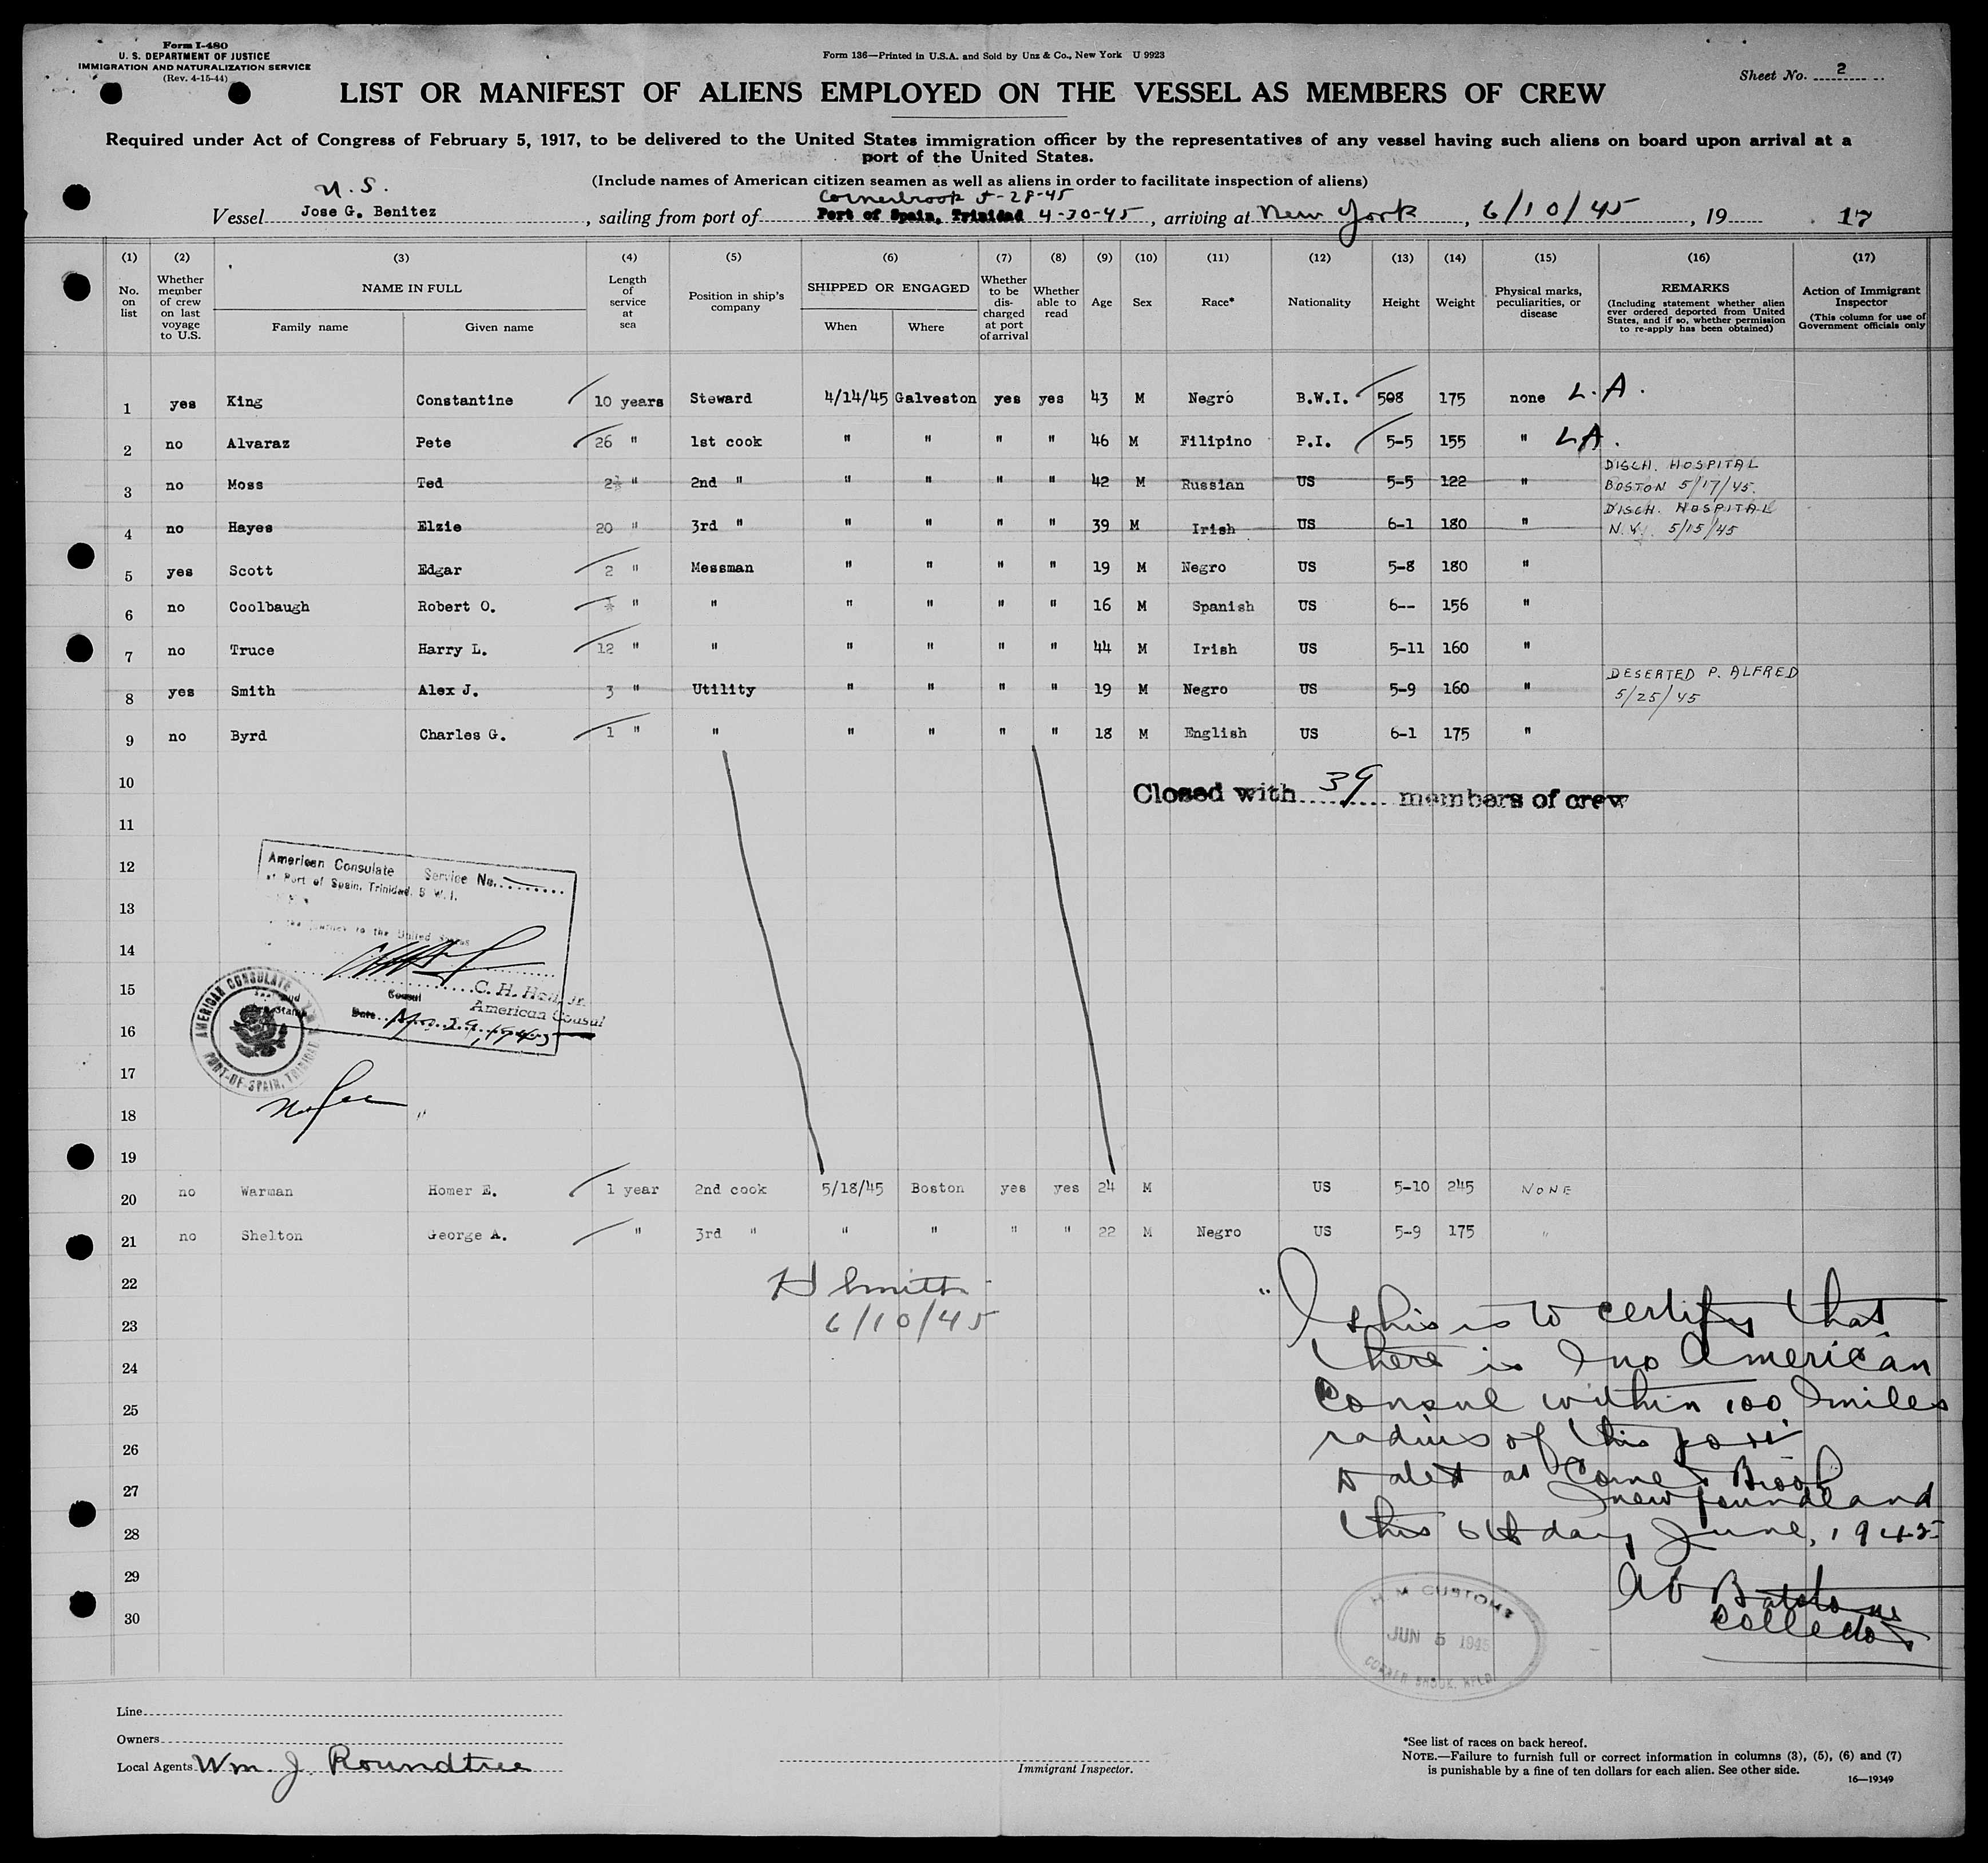 Form I-480
U. S. DEPARTMENT OF JUSTICE
IMMIGRATION AND NATURALIZATION SERVICE
(Rev. 4-15-44)
Form 136—Printed in U.S.A. and Sold by Unz & Co., New York U 9923
Sheet No. 2
LIST OR MANIFEST OF ALIENS EMPLOYED ON THE VESSEL AS MEMBERS OF CREW
Required under Act of Congress of February 5, 1917, to be delivered to the United States immigration officer by the representatives of any vessel having such aliens on board upon arrival at a
port of the United States.
(Include names of American citizen seamen as well as aliens in order to facilitate inspection of aliens)
U. S. Cornerbrook 5-28-45
Vessel Jose G. Benitez, sailing from port of Port of Spain, Trinidad 4-30-45, arriving at New York, 6/10/45, 19 17
(1) (2) (3) (4) (5) (6) (7) (8) (9) (10) (11) (12) (13) (14) (15) (16) (17)
No. on list
Whether member of crew on last voyage to U.S.
NAME IN FULL
Family name
Given name
Length of service at sea
Position in ship's company
SHIPPED OR ENGAGED
When
Where
Whether to be discharged at port of arrival
Whether able to read
Age
Sex
Race*
Nationality
Height
Weight
Physical marks, peculiarities, or disease
REMARKS
(Including statement whether alien ever ordered deported from United States, and if so, whether permission to re-apply has been obtained)
Action of Immigrant Inspector
(This column for use of Government officials only
1 yes King Constantine 10 years Steward 4/14/45 Galveston yes yes 43 M Negro B.W.I. 508 175 none L.A.
2 no Alvaraz Pete 26 " 1st cook " " " " 46 M Filipino P.I. 5-5 155 " LA.
3 no Moss Ted 2½ " 2nd " " " " " 42 M Russian US 5-5 122 " DISCH. HOSPITAL
BOSTON 5/17/45.
4 no Hayes Elzie 20 " 3rd " " " " " 39 M Irish US 6-1 180 " DISCH. HOSPITAL
N.Y. 5/15/45
5 yes Scott Edgar 2 " Messman " " " " 19 M Negro US 5-8 180 "
6 no Coolbaugh Robert O. " " " " " " 16 M Spanish US 6-- 156 "
7 no Truce Harry L. 12 " " " " " " 44 M Irish US 5-11 160 "
8 yes Smith Alex J. 3 " Utility " " " " 19 M Negro US 5-9 160 " DESERTED P. ALFRED
5/25/45
9 no Byrd Charles G. 1 " " " " " " 18 M English US 6-1 175 "
10
Closed with 39 members of crew
11
12
American Consulate Service No.
at Port of Spain, Trinidad, B.W.I.
13
to the United States
14
15
C. H. Hall, Jr.
Consul American Consul
16
Date
AMERICAN CONSULATE
PORT-OF-SPAIN, TRINIDAD
17
18
No fee "
19
20 no Warman Homer E. 1 year 2nd cook 5/18/45 Boston yes yes 24 M US 5-10 245 NONE
21 no Shelton George A. " 3rd " " " " " 22 M Negro US 5-9 175 "
22
H Smith
23
6/10/45
24
25
26
27
28
29
30
"This is to certify that
there is no American
Consul within 100 miles
radius of this port
Dated at Corner Brook
Newfoundland
this 6th day June, 1945
Collector
H. M CUSTOMS
JUN 5 1945
CORNER BROOK, NFLD.
Line
Owners
Local Agents Wm. J. Roundtree
Immigrant Inspector.
*See list of races on back hereof.
NOTE.—Failure to furnish full or correct information in columns (3), (5), (6) and (7)
is punishable by a fine of ten dollars for each alien. See other side.
16—19349